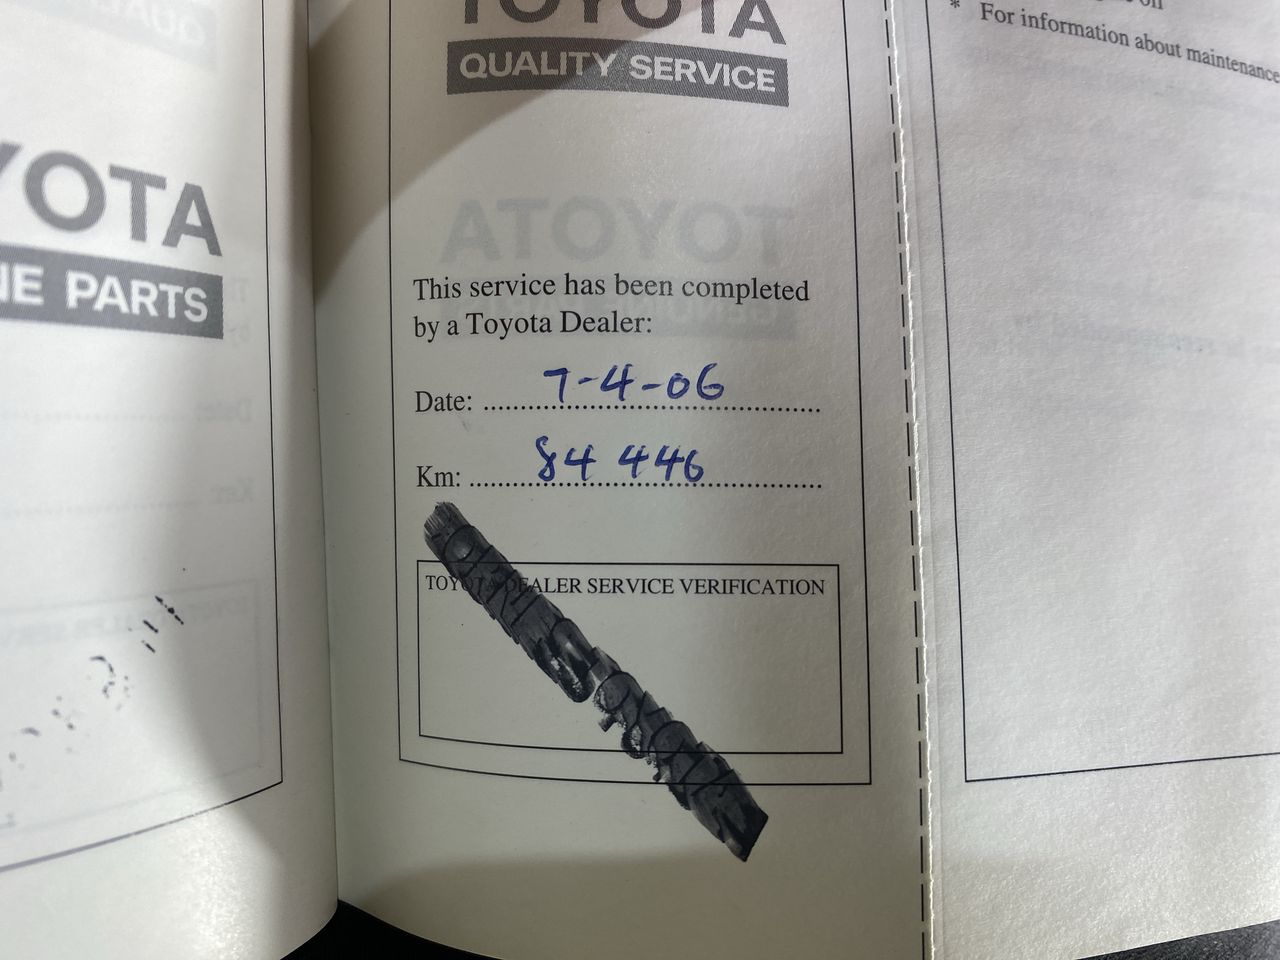 YOTA
NE PARTS
TOYOTA
QUALITY SERVICE
This service has been completed
by a Toyota Dealer:
Date: 7-4-06
Km: 84 446
TOYOTA DEALER SERVICE VERIFICATION
* For information about maintenance